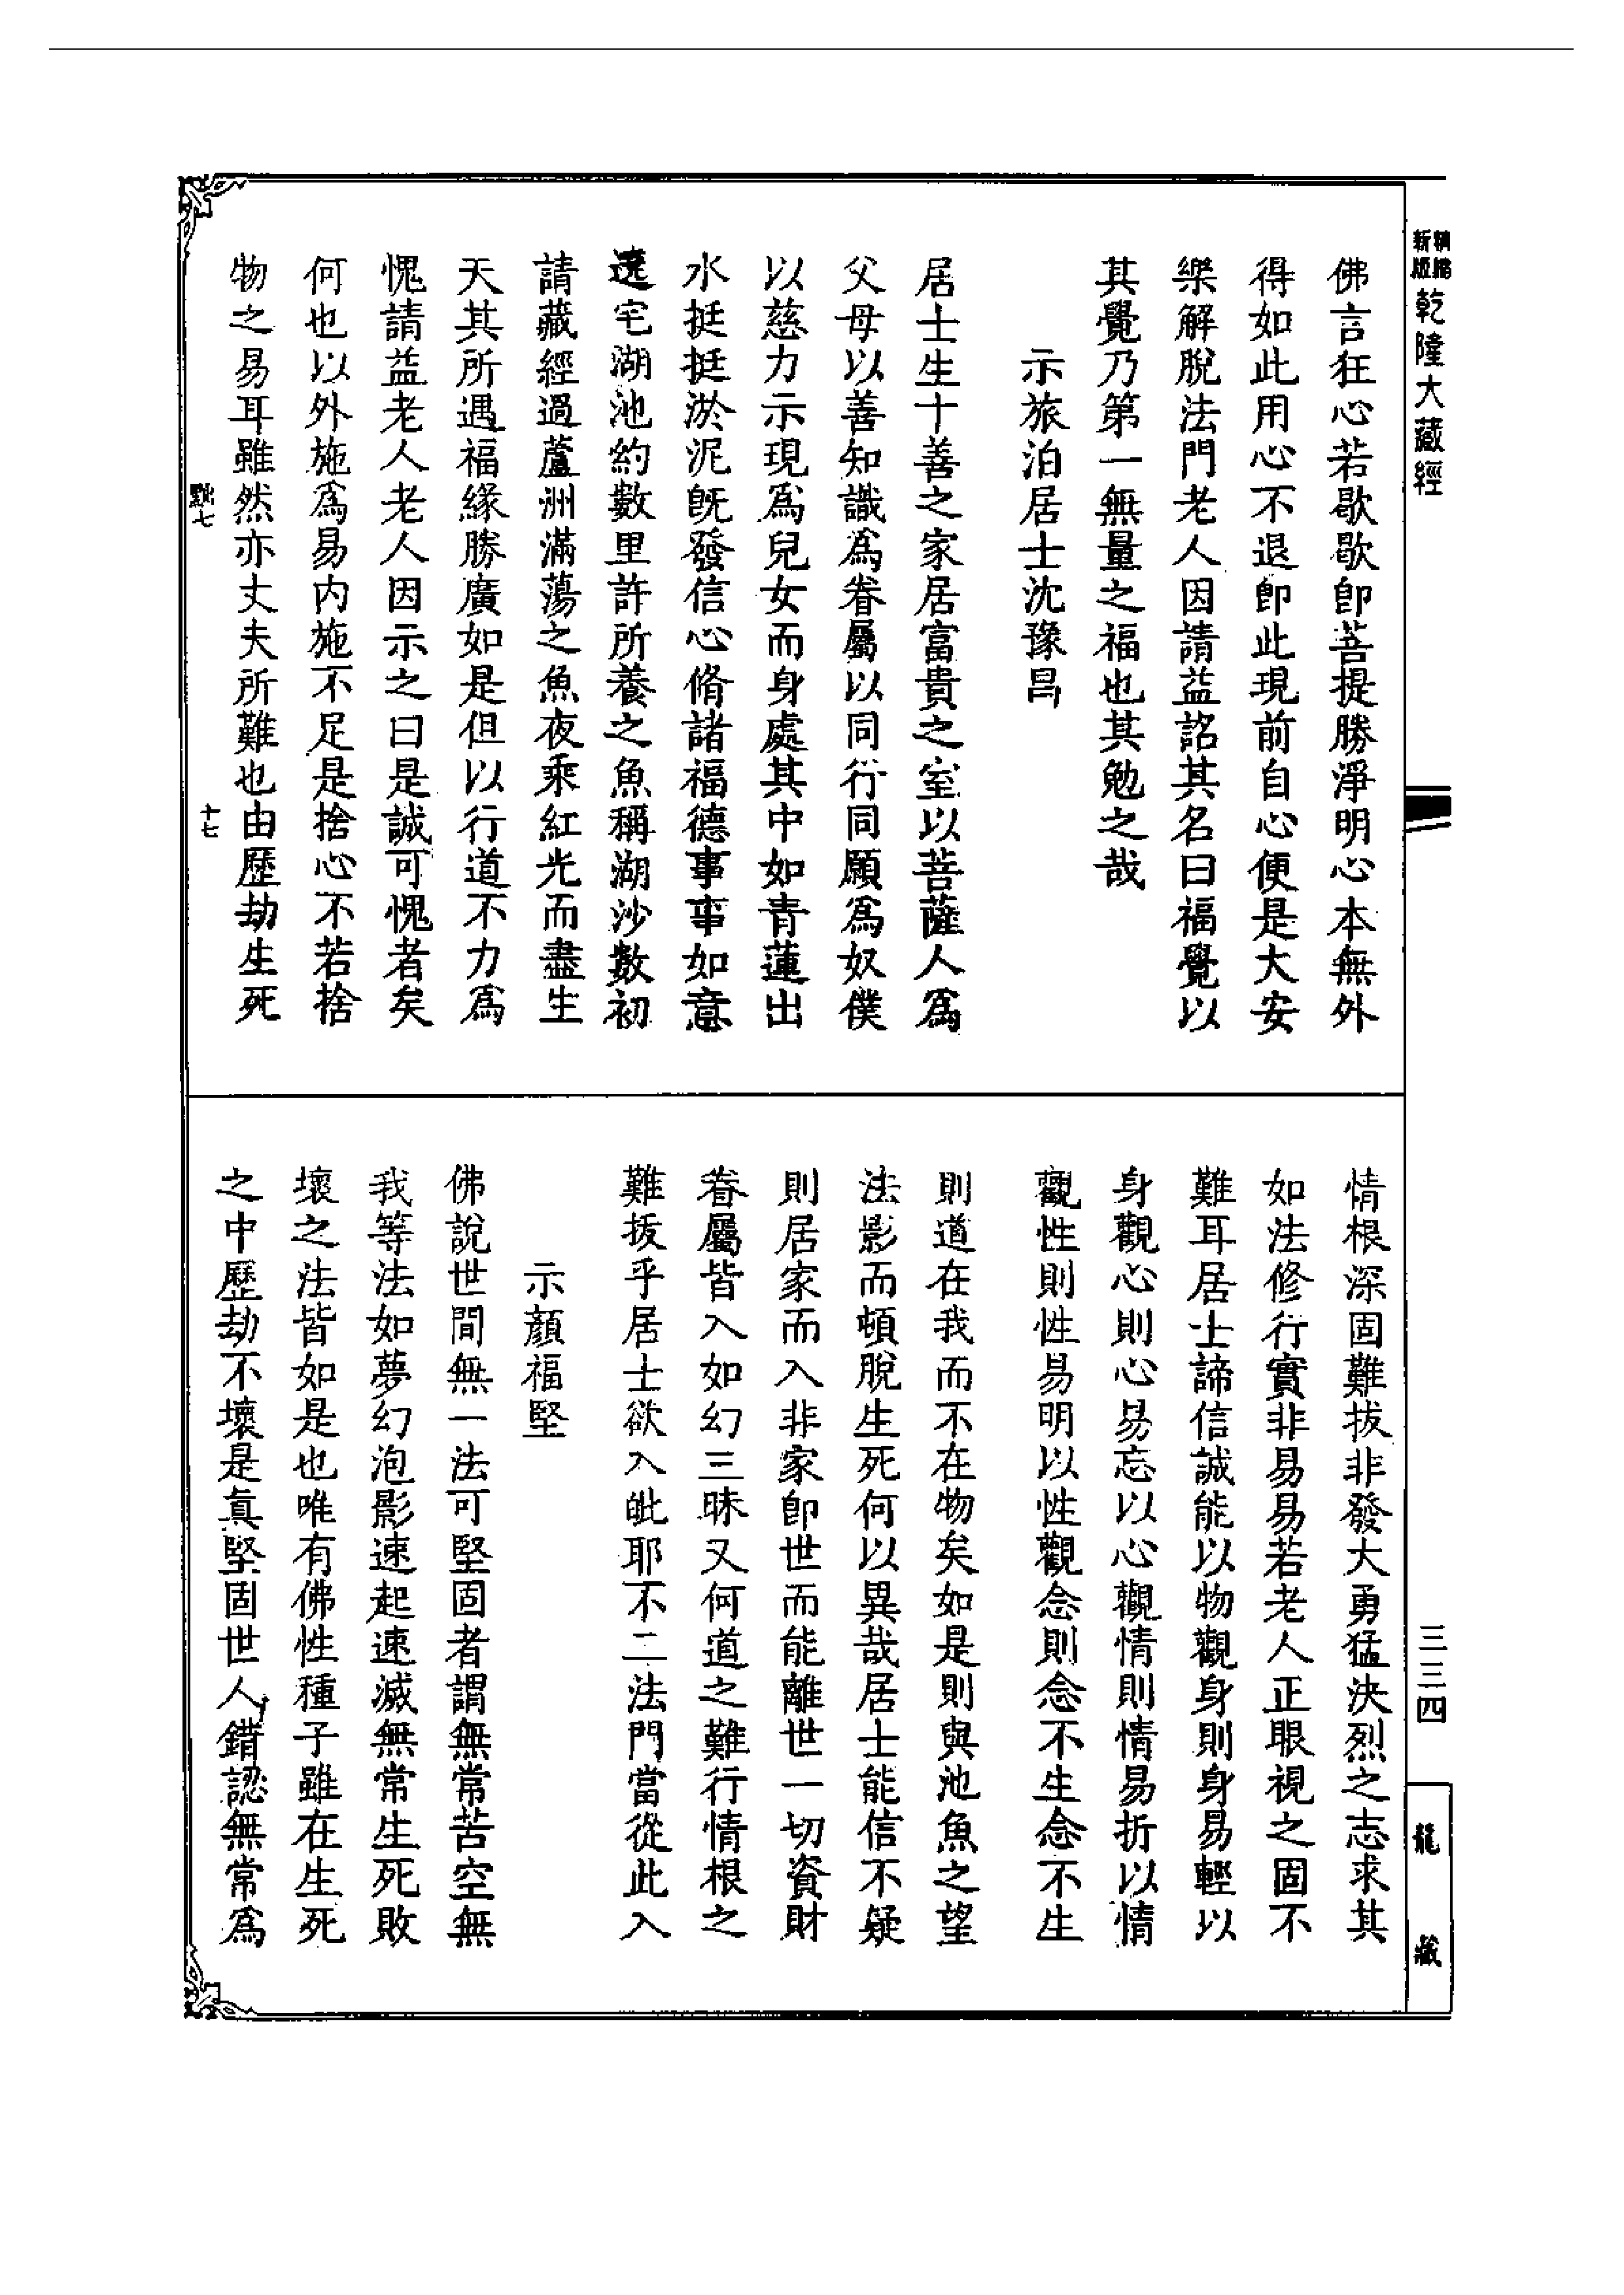 新版精縮乾隆大藏經
佛言狂心若歇歇卽菩提勝淨明心本無外
得如此用心不退卽此現前自心便是大安
樂解脫法門老人因請益詺其名曰福覺以
其覺乃第一無量之福也其勉之哉
示旅泊居士沈豫昌
居士生十善之家居富貴之室以菩薩人爲
父母以善知識爲眷屬以同行同願爲奴僕
以慈力示現爲兒女而身處其中如青蓮出
水挺挺淤泥旣發信心脩諸福德事事如意
遶宅湖池約數里許所養之魚稱湖沙數初
請藏經過蘆洲滿蕩之魚夜乘紅光而盡生
天其所遇福緣勝廣如是但以行道不力爲
愧請益老人老人因示之曰是誠可愧者矣
何也以外施爲易内施不足是捨心不若捨
物之易耳雖然亦丈夫所難也由歷劫生死
七
十七
情根深固難拔非發大勇猛決烈之志求其
如法修行實非易易若老人正眼視之固不
難耳居士諦信誠能以物觀身則身易輕以
身觀心則心易忘以心觀情則情易折以情
觀性則性易明以性觀念則念不生念不生
則道在我而不在物矣如是則與池魚之望
法影而頓脫生死何以異哉居士能信不疑
則居家而入非家卽世而能離世一切資財
眷屬皆入如幻三昧又何道之難行情根之
難拔乎居士欲入毗耶不二法門當從此入
示顏福堅
佛說世間無一法可堅固者謂無常苦空無
我等法如夢幻泡影速起速滅無常生死敗
壞之法皆如是也唯有佛性種子雖在生死
之中歷劫不壞是真堅固世人錯認無常爲
三三四
龍藏